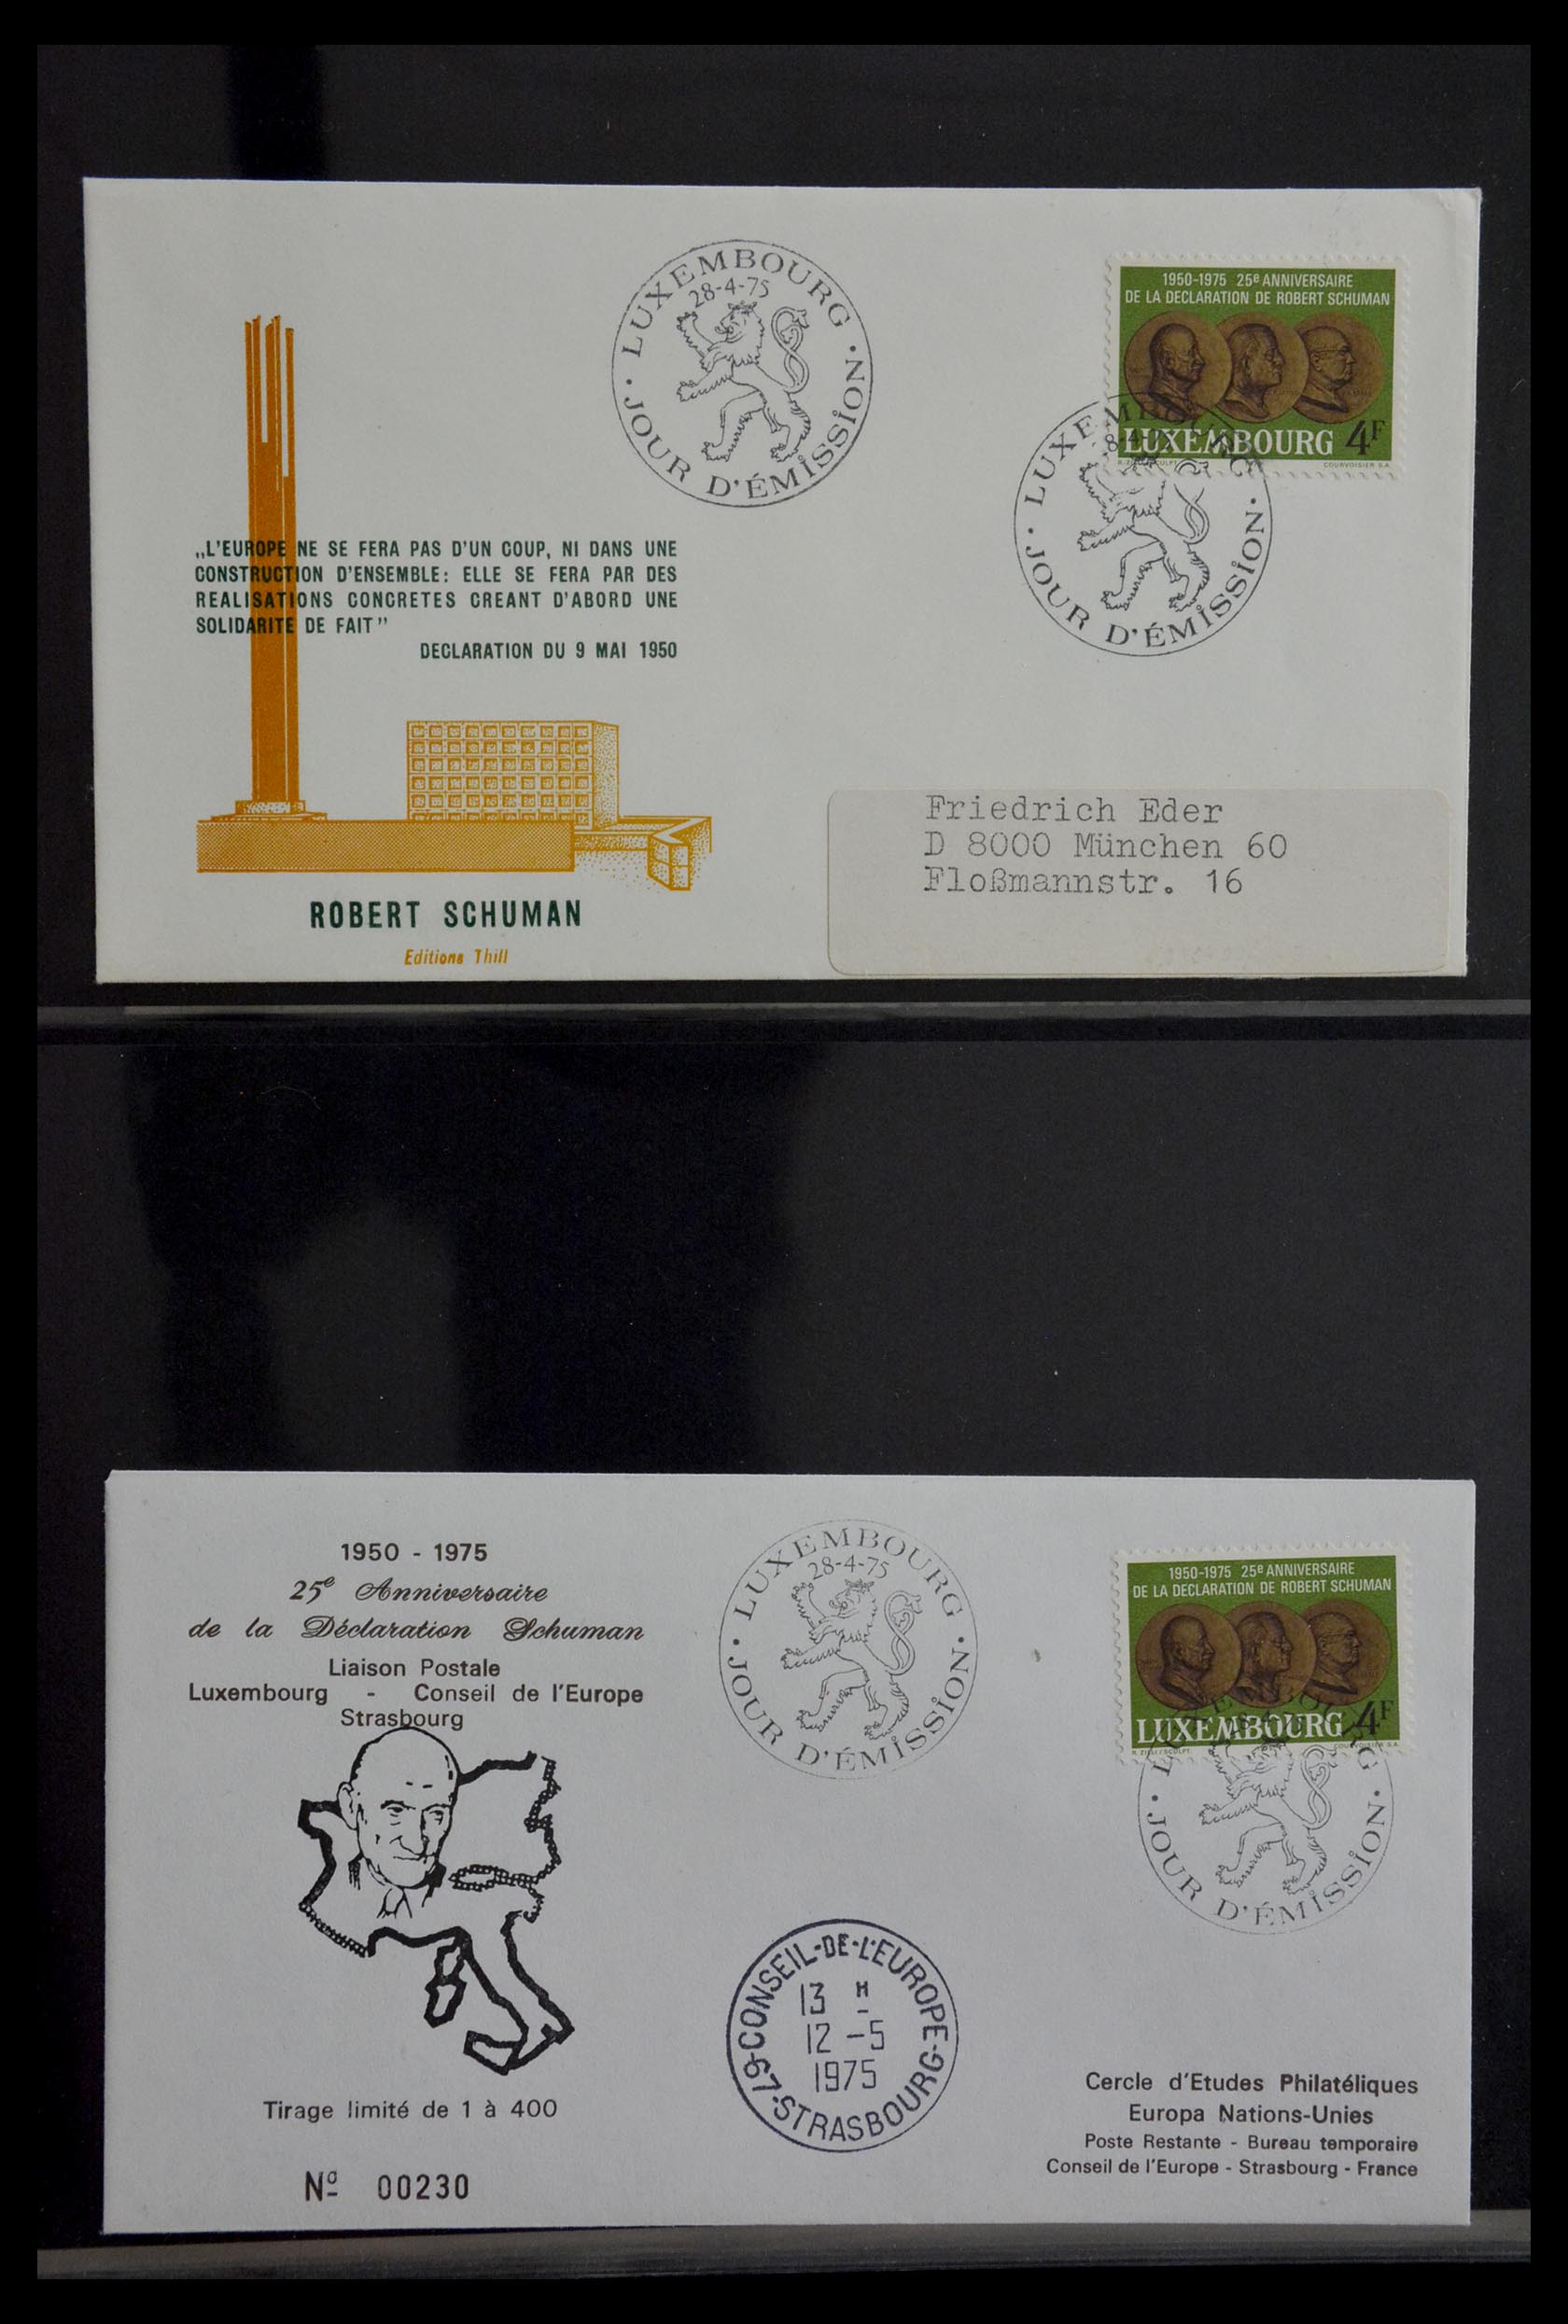 LUXEMBOURG
28-4-75
· JOUR D'ÉMISSION ·
1950-1975 25e ANNIVERSAIRE
DE LA DECLARATION DE ROBERT SCHUMAN
LUXEMBOURG 4F
COURVOISIER S.A.
LUXEMBOURG
· JOUR D'ÉMISSION ·
„L'EUROPE NE SE FERA PAS D'UN COUP, NI DANS UNE
CONSTRUCTION D'ENSEMBLE: ELLE SE FERA PAR DES
REALISATIONS CONCRETES CREANT D'ABORD UNE
SOLIDARITE DE FAIT”
DECLARATION DU 9 MAI 1950
ROBERT SCHUMAN
Editions Thill
Friedrich Eder
D 8000 München 60
Floßmannstr. 16
1950 - 1975
25e Anniversaire
de la Déclaration Schuman
Liaison Postale
Luxembourg - Conseil de l'Europe
Strasbourg
LUXEMBOURG
28-4-75
· JOUR D'ÉMISSION ·
1950-1975 25e ANNIVERSAIRE
DE LA DECLARATION DE ROBERT SCHUMAN
LUXEMBOURG 4F
COURVOISIER S.A.
LUXEMBOURG
· JOUR D'ÉMISSION ·
CONSEIL-DE-L'EUROPE
13 H
12 -5
1975
67-STRASBOURG
Tirage limité de 1 à 400
Nº 00230
Cercle d'Etudes Philatéliques
Europa Nations-Unies
Poste Restante - Bureau temporaire
Conseil de l'Europe - Strasbourg - France